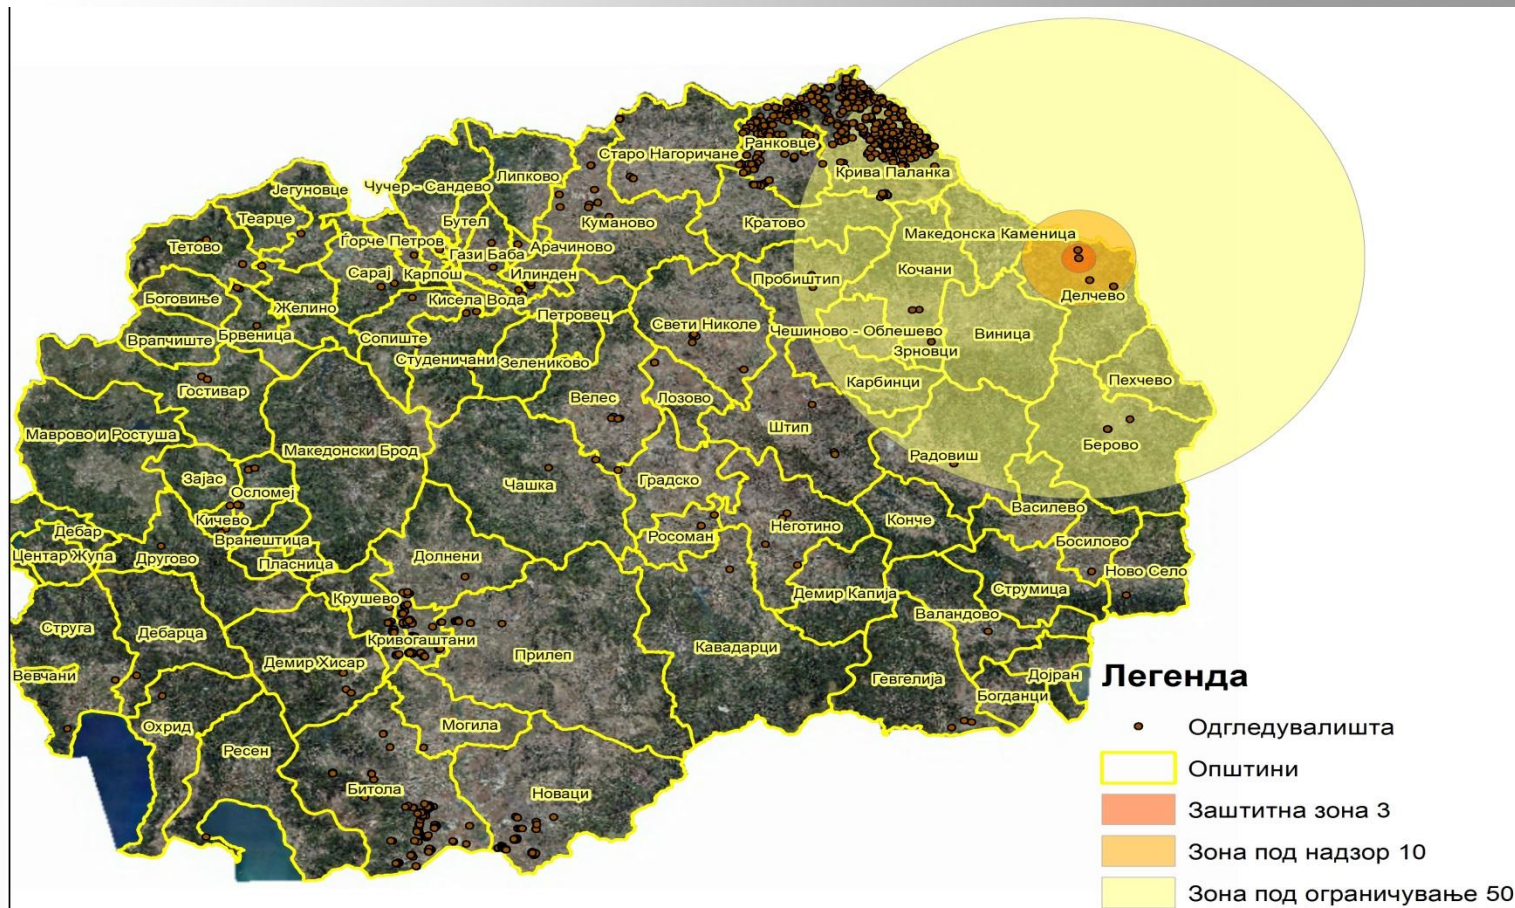 Ранковце
Старо Нагоричане
Крива Паланка
Липково
Чучер - Сандево
Јегуновце
Теарце
Бутел
Куманово
Кратово
Македонска Каменица
Тетово
Ѓорче Петров
Гази Баба
Арачиново
Сарај
Карпош
Илинден
Пробиштип
Кочани
Делчево
Боговиње
Желино
Кисела Вода
Петровец
Свети Николе
Чешиново - Облешево
Виница
Врапчиште
Брвеница
Сопиште
Студеничани
Зелениково
Зрновци
Карбинци
Пехчево
Гостивар
Велес
Лозово
Штип
Берово
Маврово и Ростуша
Македонски Брод
Радовиш
Зајас
Осломеј
Чашка
Градско
Василево
Кичево
Неготино
Конче
Дебар
Вранештица
Росоман
Босилово
Центар Жупа
Другово
Пласница
Долнени
Ново Село
Крушево
Демир Капија
Струмица
Струга
Дебарца
Кривогаштани
Валандово
Вевчани
Демир Хисар
Прилеп
Кавадарци
Гевгелија
Дојран
Богданци
Охрид
Могила
Ресен
Битола
Новаци
Легенда
Одгледувалишта
Општини
Заштитна зона 3
Зона под надзор 10
Зона под ограничување 50